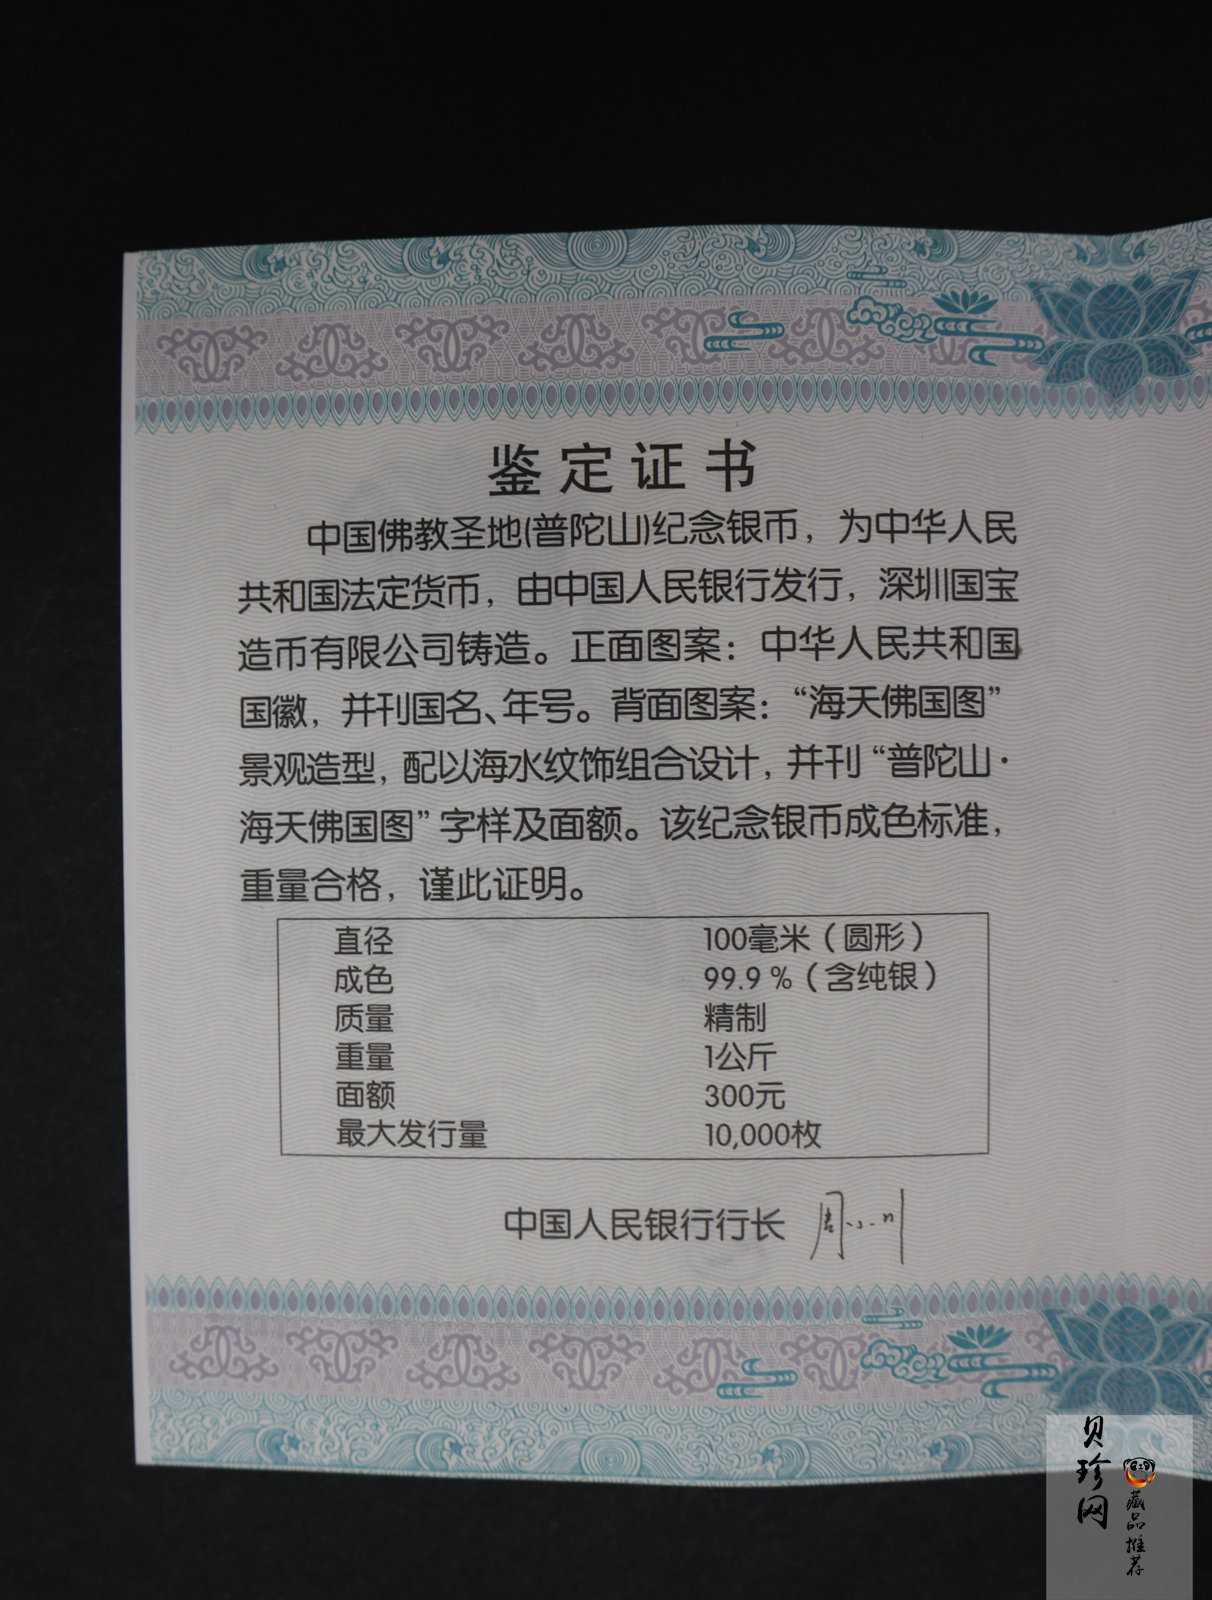 鉴定证书
中国佛教圣地(普陀山)纪念银币，为中华人民
共和国法定货币，由中国人民银行发行，深圳国宝
造币有限公司铸造。正面图案：中华人民共和国
国徽，并刊国名、年号。背面图案：“海天佛国图”
景观造型，配以海水纹饰组合设计，并刊“普陀山·
海天佛国图”字样及面额。该纪念银币成色标准，
重量合格，谨此证明。
直径 100毫米（圆形）
成色 99.9％（含纯银）
质量 精制
重量 1公斤
面额 300元
最大发行量 10,000枚
中国人民银行行长 周小川
贝珍网
藏品推荐